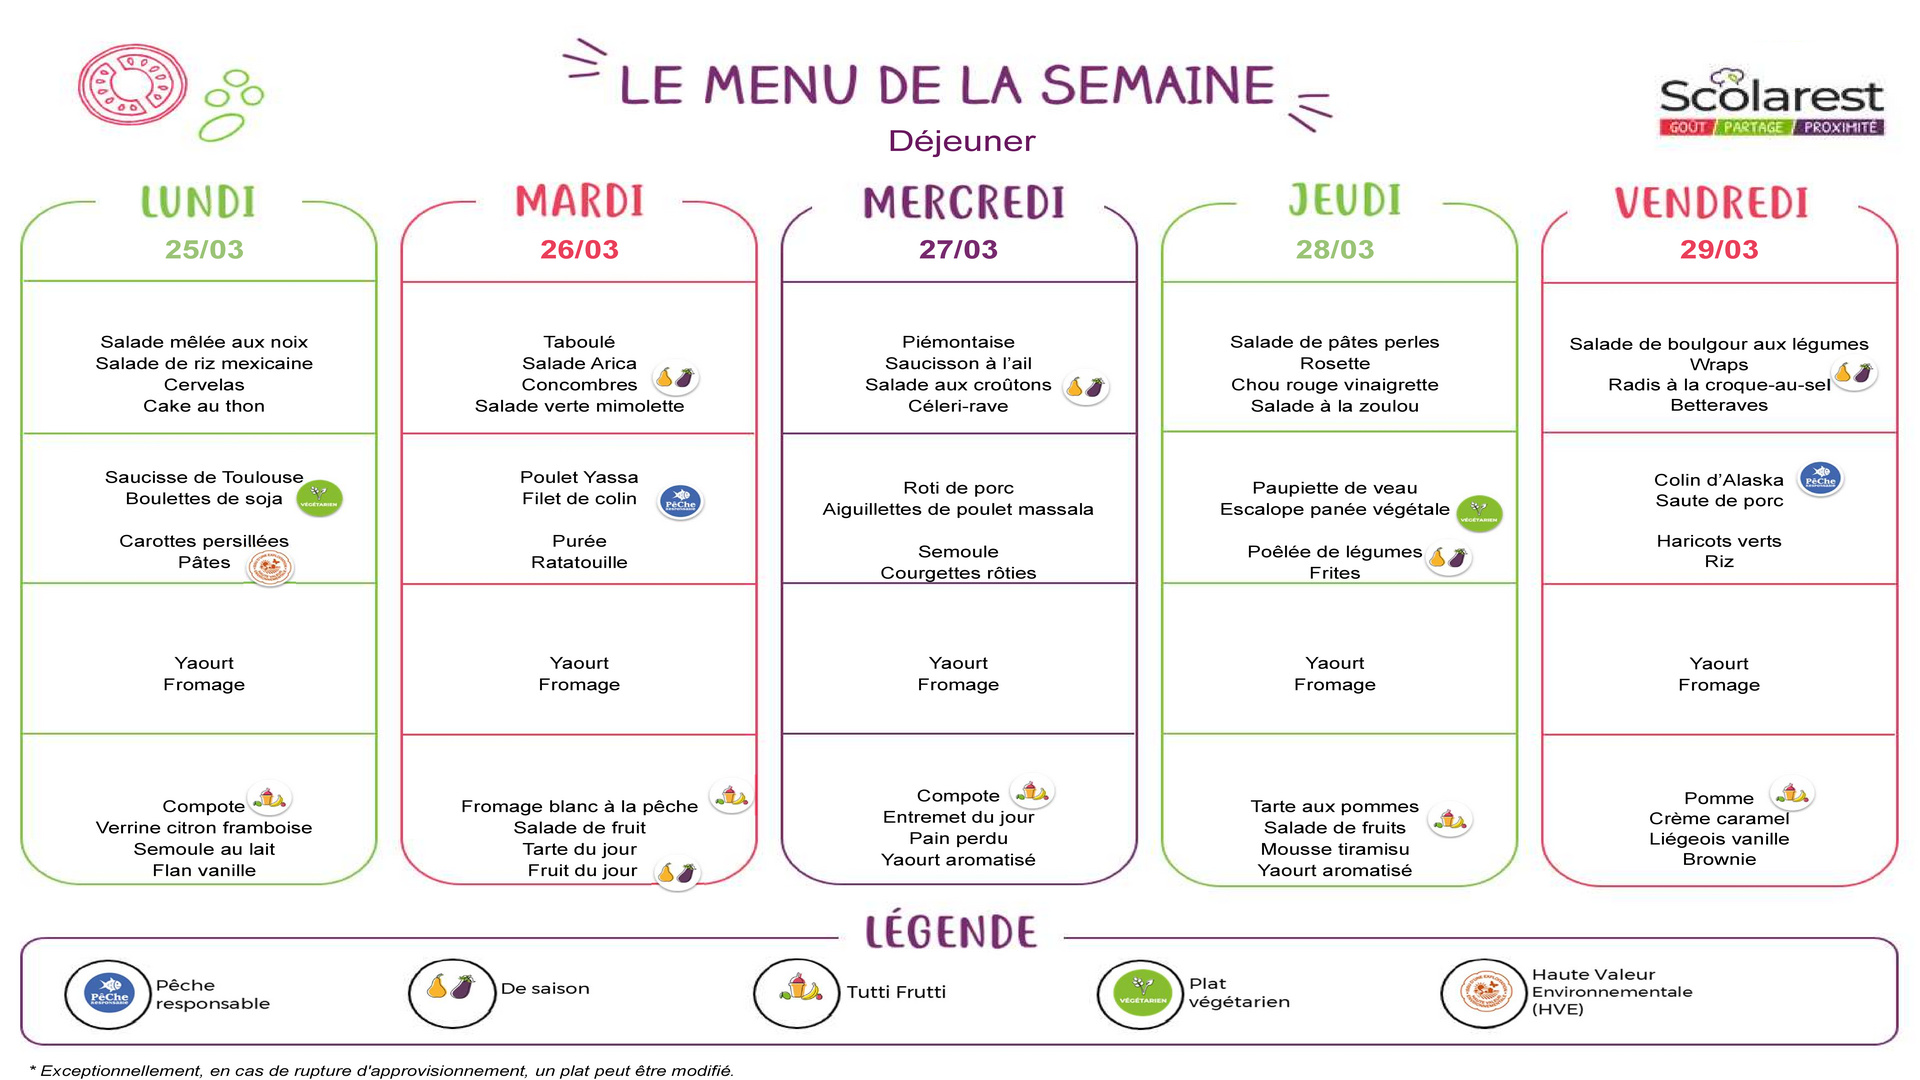 LE MENU DE LA SEMAINE
Déjeuner
Scolarest
GOÛT / PARTAGE / PROXIMITÉ
LUNDI
25/03
Salade mêlée aux noix
Salade de riz mexicaine
Cervelas
Cake au thon
Saucisse de Toulouse
Boulettes de soja
VÉGÉTARIEN
Carottes persillées
Pâtes
Yaourt
Fromage
Compote
Verrine citron framboise
Semoule au lait
Flan vanille
MARDI
26/03
Taboulé
Salade Arica
Concombres
Salade verte mimolette
Poulet Yassa
Filet de colin
PêChe
RESPONSABLE
Purée
Ratatouille
Yaourt
Fromage
Fromage blanc à la pêche
Salade de fruit
Tarte du jour
Fruit du jour
MERCREDI
27/03
Piémontaise
Saucisson à l’ail
Salade aux croûtons
Céleri-rave
Roti de porc
Aiguillettes de poulet massala
Semoule
Courgettes rôties
Yaourt
Fromage
Compote
Entremet du jour
Pain perdu
Yaourt aromatisé
JEUDI
28/03
Salade de pâtes perles
Rosette
Chou rouge vinaigrette
Salade à la zoulou
Paupiette de veau
Escalope panée végétale
VÉGÉTARIEN
Poêlée de légumes
Frites
Yaourt
Fromage
Tarte aux pommes
Salade de fruits
Mousse tiramisu
Yaourt aromatisé
VENDREDI
29/03
Salade de boulgour aux légumes
Wraps
Radis à la croque-au-sel
Betteraves
Colin d’Alaska
Saute de porc
PêChe
RESPONSABLE
Haricots verts
Riz
Yaourt
Fromage
Pomme
Crème caramel
Liégeois vanille
Brownie
LÉGENDE
PêChe
RESPONSABLE
Pêche
responsable
De saison
Tutti Frutti
VÉGÉTARIEN
Plat
végétarien
Haute Valeur
Environnementale
(HVE)
* Exceptionnellement, en cas de rupture d'approvisionnement, un plat peut être modifié.